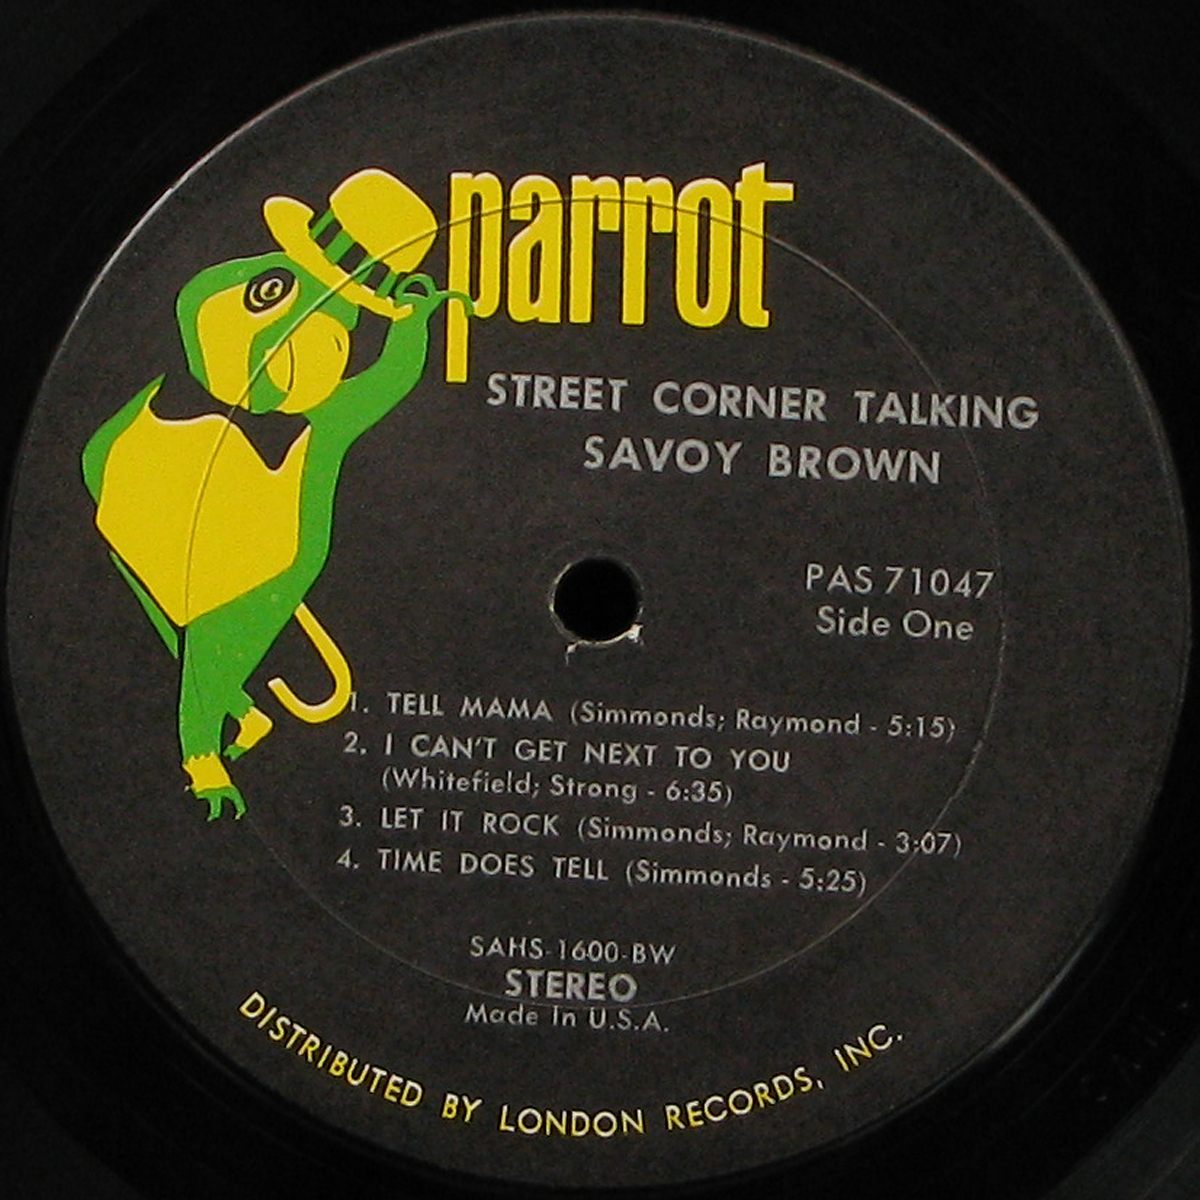 parrot
STREET CORNER TALKING
SAVOY BROWN
PAS 71047
Side One
1. TELL MAMA (Simmonds; Raymond - 5:15)
2. I CAN'T GET NEXT TO YOU
(Whitefield; Strong - 6:35)
3. LET IT ROCK (Simmonds; Raymond - 3:07)
4. TIME DOES TELL (Simmonds - 5:25)
SAHS-1600-BW
STEREO
Made In U.S.A.
DISTRIBUTED BY LONDON RECORDS, INC.